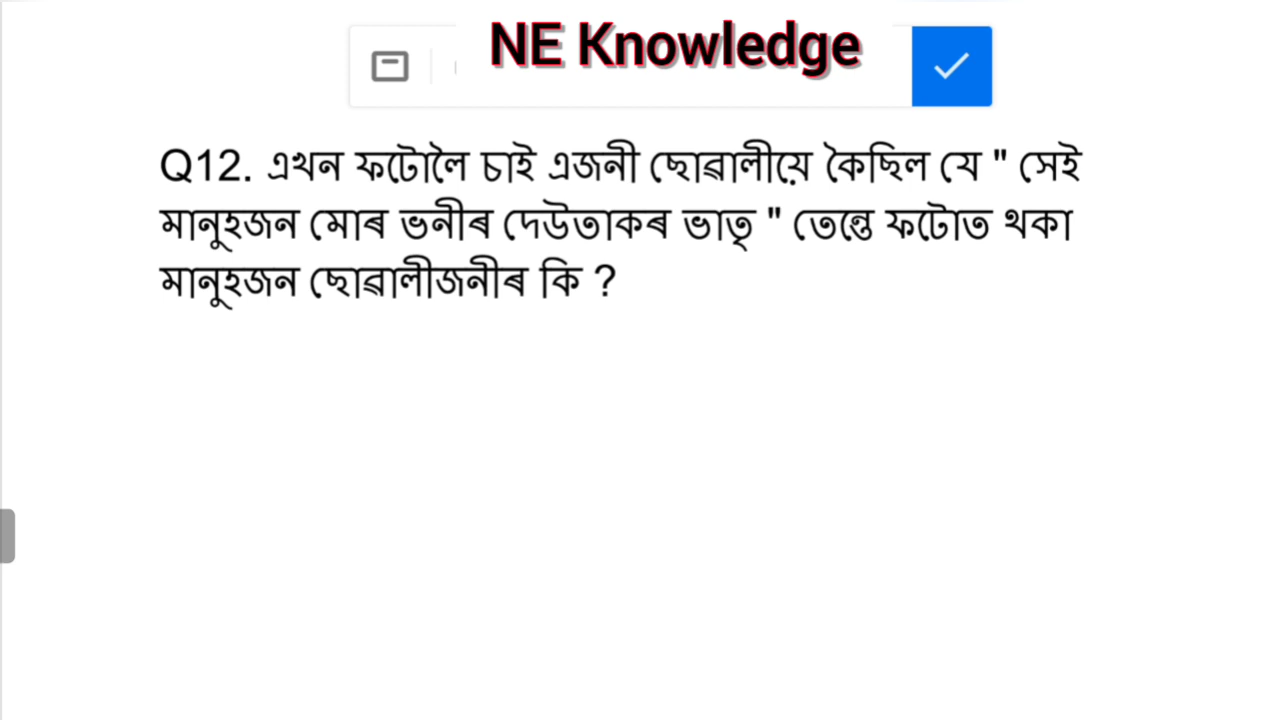 NE Knowledge
Q12. এখন ফটোলৈ চাই এজনী ছোৱালীয়ে কৈছিল যে " সেই
মানুহজন মোৰ ভনীৰ দেউতাকৰ ভাতৃ " তেন্তে ফটোত থকা
মানুহজন ছোৱালীজনীৰ কি ?